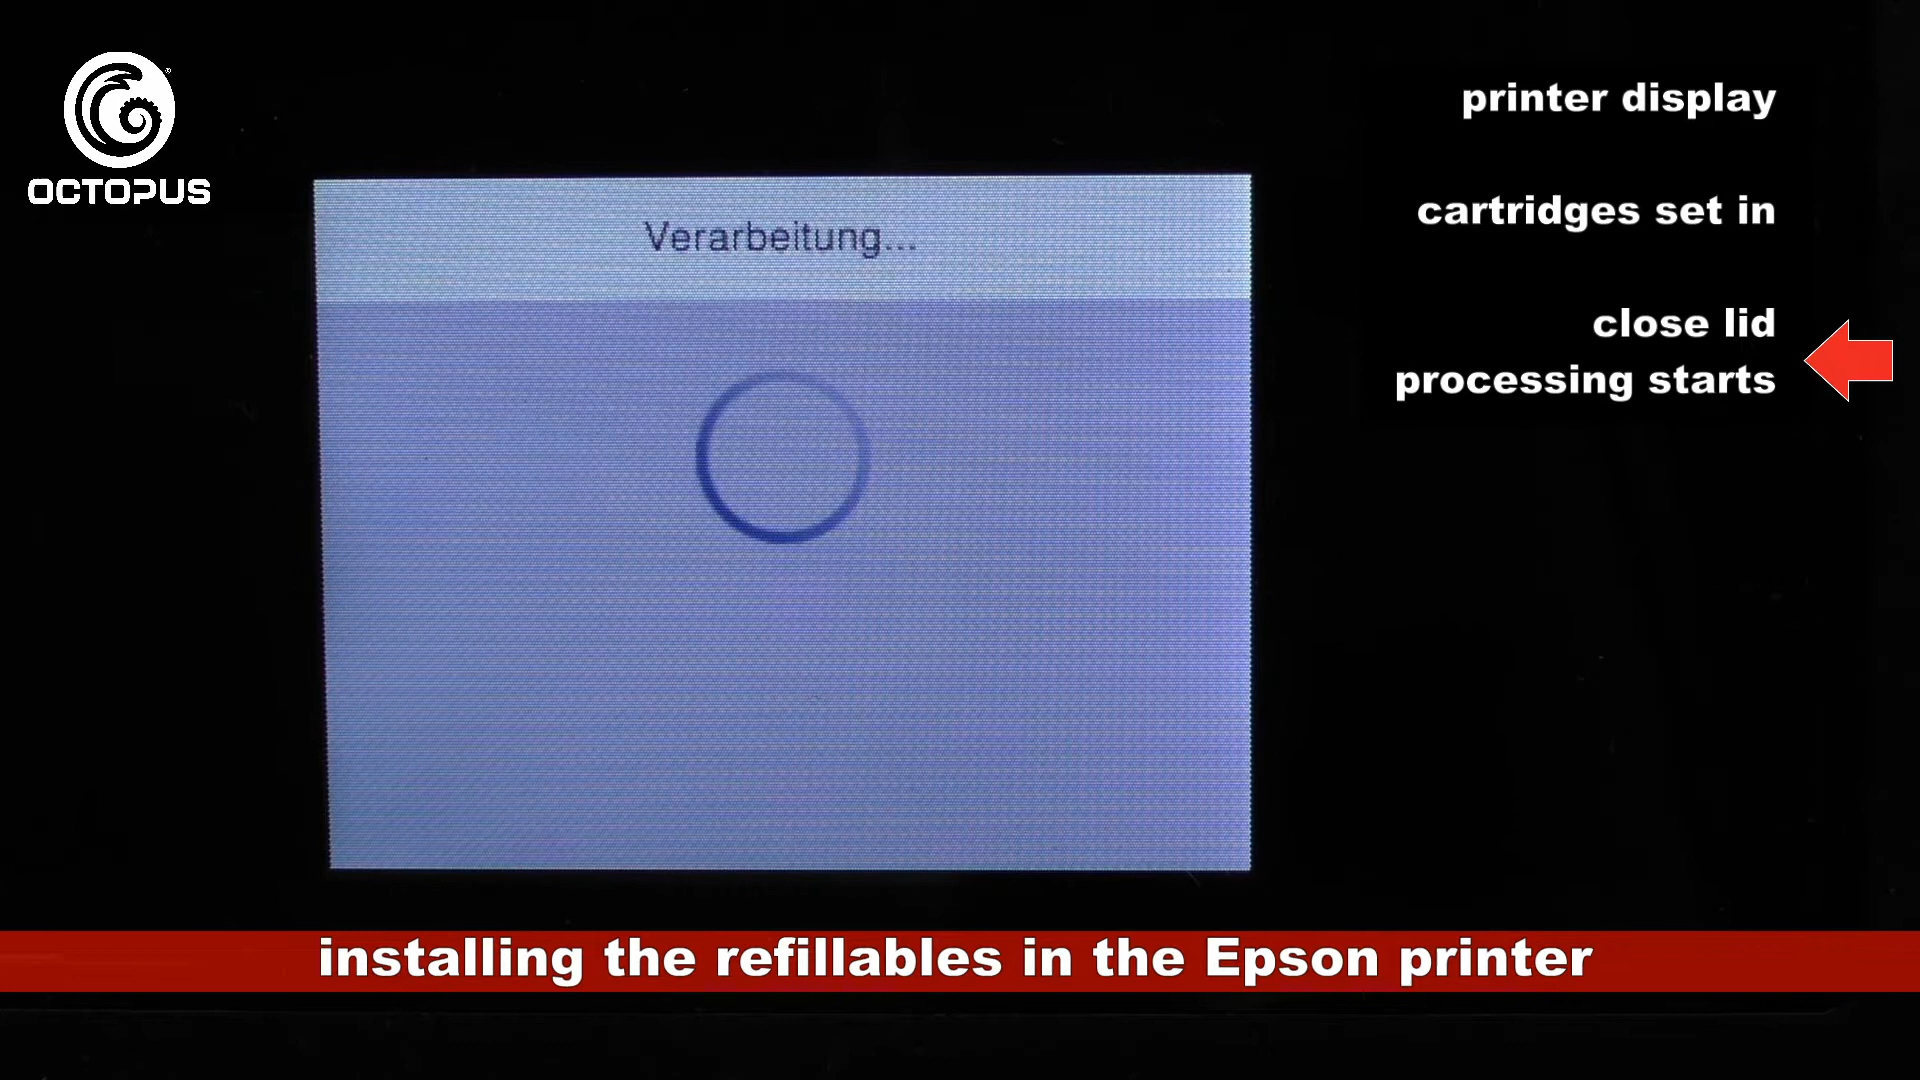 OCTOPUS
printer display
cartridges set in
close lid
processing starts
Verarbeitung...
installing the refillables in the Epson printer